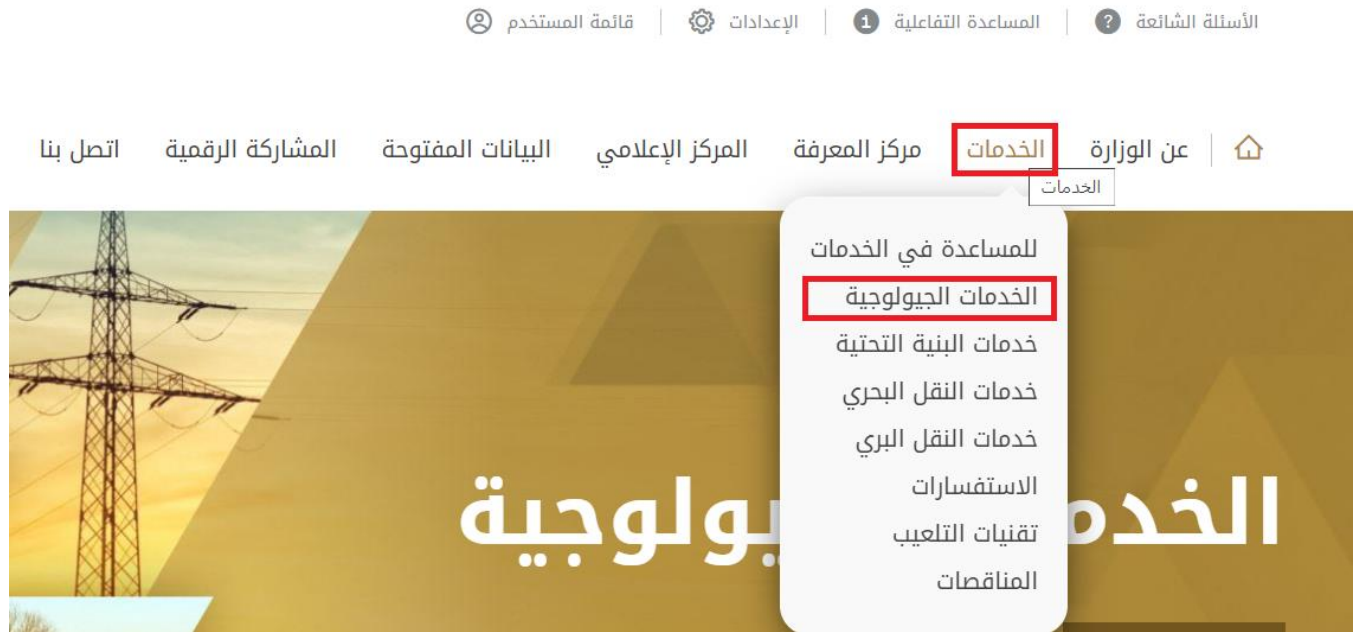 الأسئلة الشائعة ? المساعدة التفاعلية 1 الإعدادات قائمة المستخدم
عن الوزارة الخدمات مركز المعرفة المركز الإعلامي البيانات المفتوحة المشاركة الرقمية اتصل بنا
الخدمات
للمساعدة في الخدمات
الخدمات الجيولوجية
خدمات البنية التحتية
خدمات النقل البحري
خدمات النقل البري
الاستفسارات
تقنيات التلعيب
المناقصات